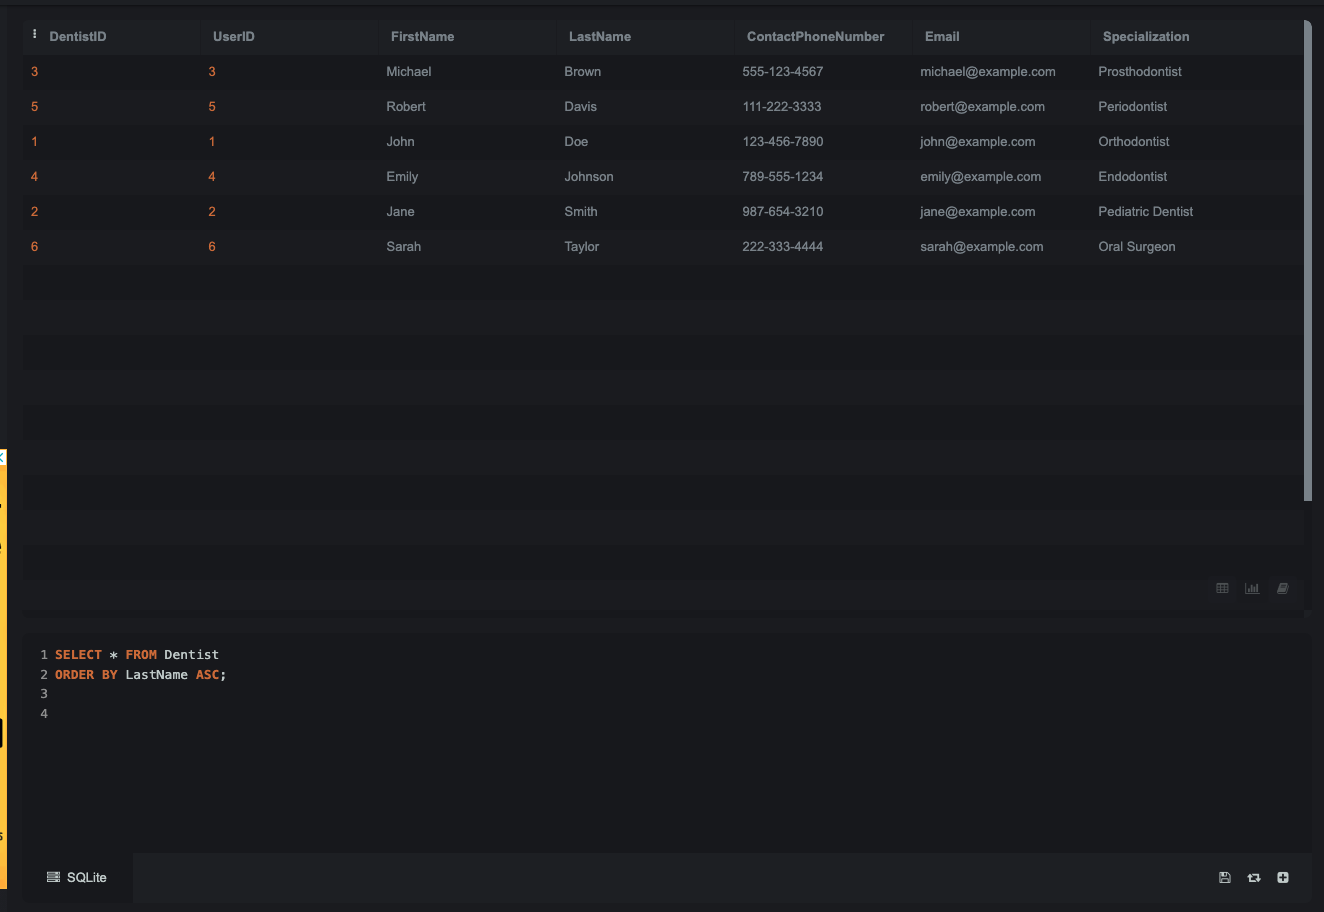 DentistID UserID FirstName LastName ContactPhoneNumber Email Specialization
3 3 Michael Brown 555-123-4567 michael@example.com Prosthodontist
5 5 Robert Davis 111-222-3333 robert@example.com Periodontist
1 1 John Doe 123-456-7890 john@example.com Orthodontist
4 4 Emily Johnson 789-555-1234 emily@example.com Endodontist
2 2 Jane Smith 987-654-3210 jane@example.com Pediatric Dentist
6 6 Sarah Taylor 222-333-4444 sarah@example.com Oral Surgeon
1 SELECT * FROM Dentist
2 ORDER BY LastName ASC;
3
4
SQLite